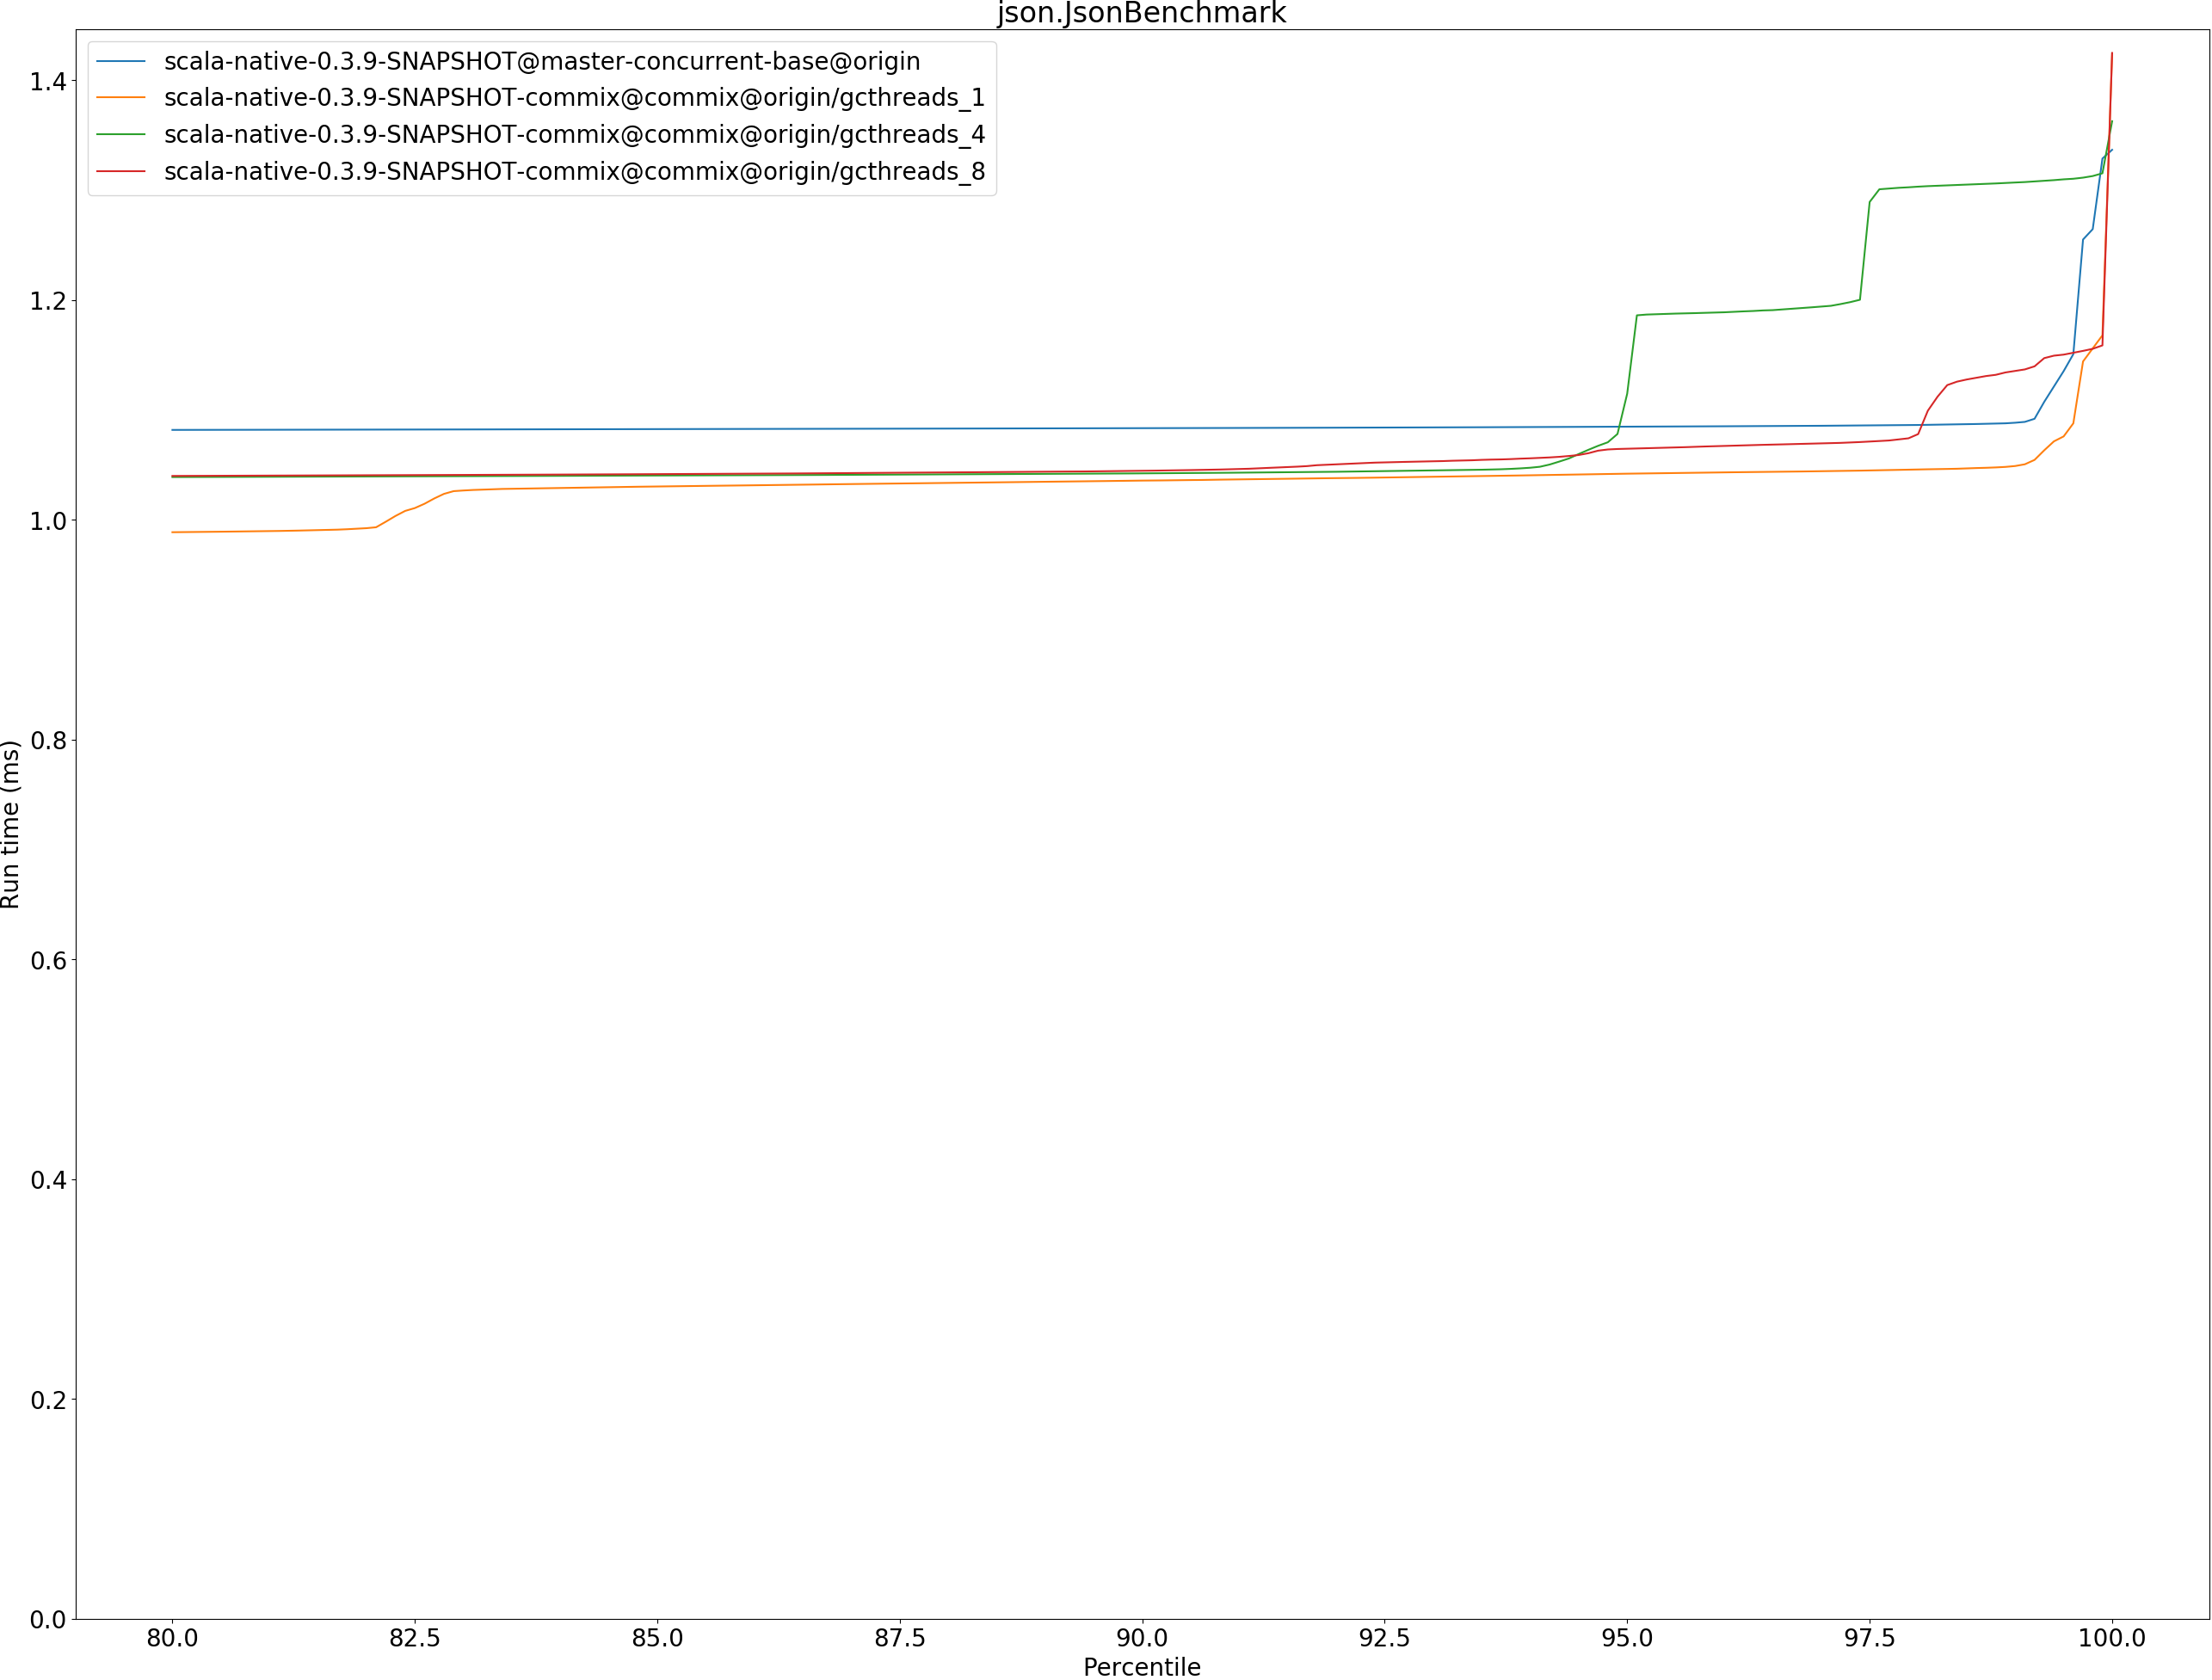 json.JsonBenchmark
scala-native-0.3.9-SNAPSHOT@master-concurrent-base@origin
scala-native-0.3.9-SNAPSHOT-commix@commix@origin/gcthreads_1
scala-native-0.3.9-SNAPSHOT-commix@commix@origin/gcthreads_4
scala-native-0.3.9-SNAPSHOT-commix@commix@origin/gcthreads_8
1.4
1.2
1.0
0.8
0.6
0.4
0.2
0.0
Run time (ms)
80.0 82.5 85.0 87.5 90.0 92.5 95.0 97.5 100.0
Percentile